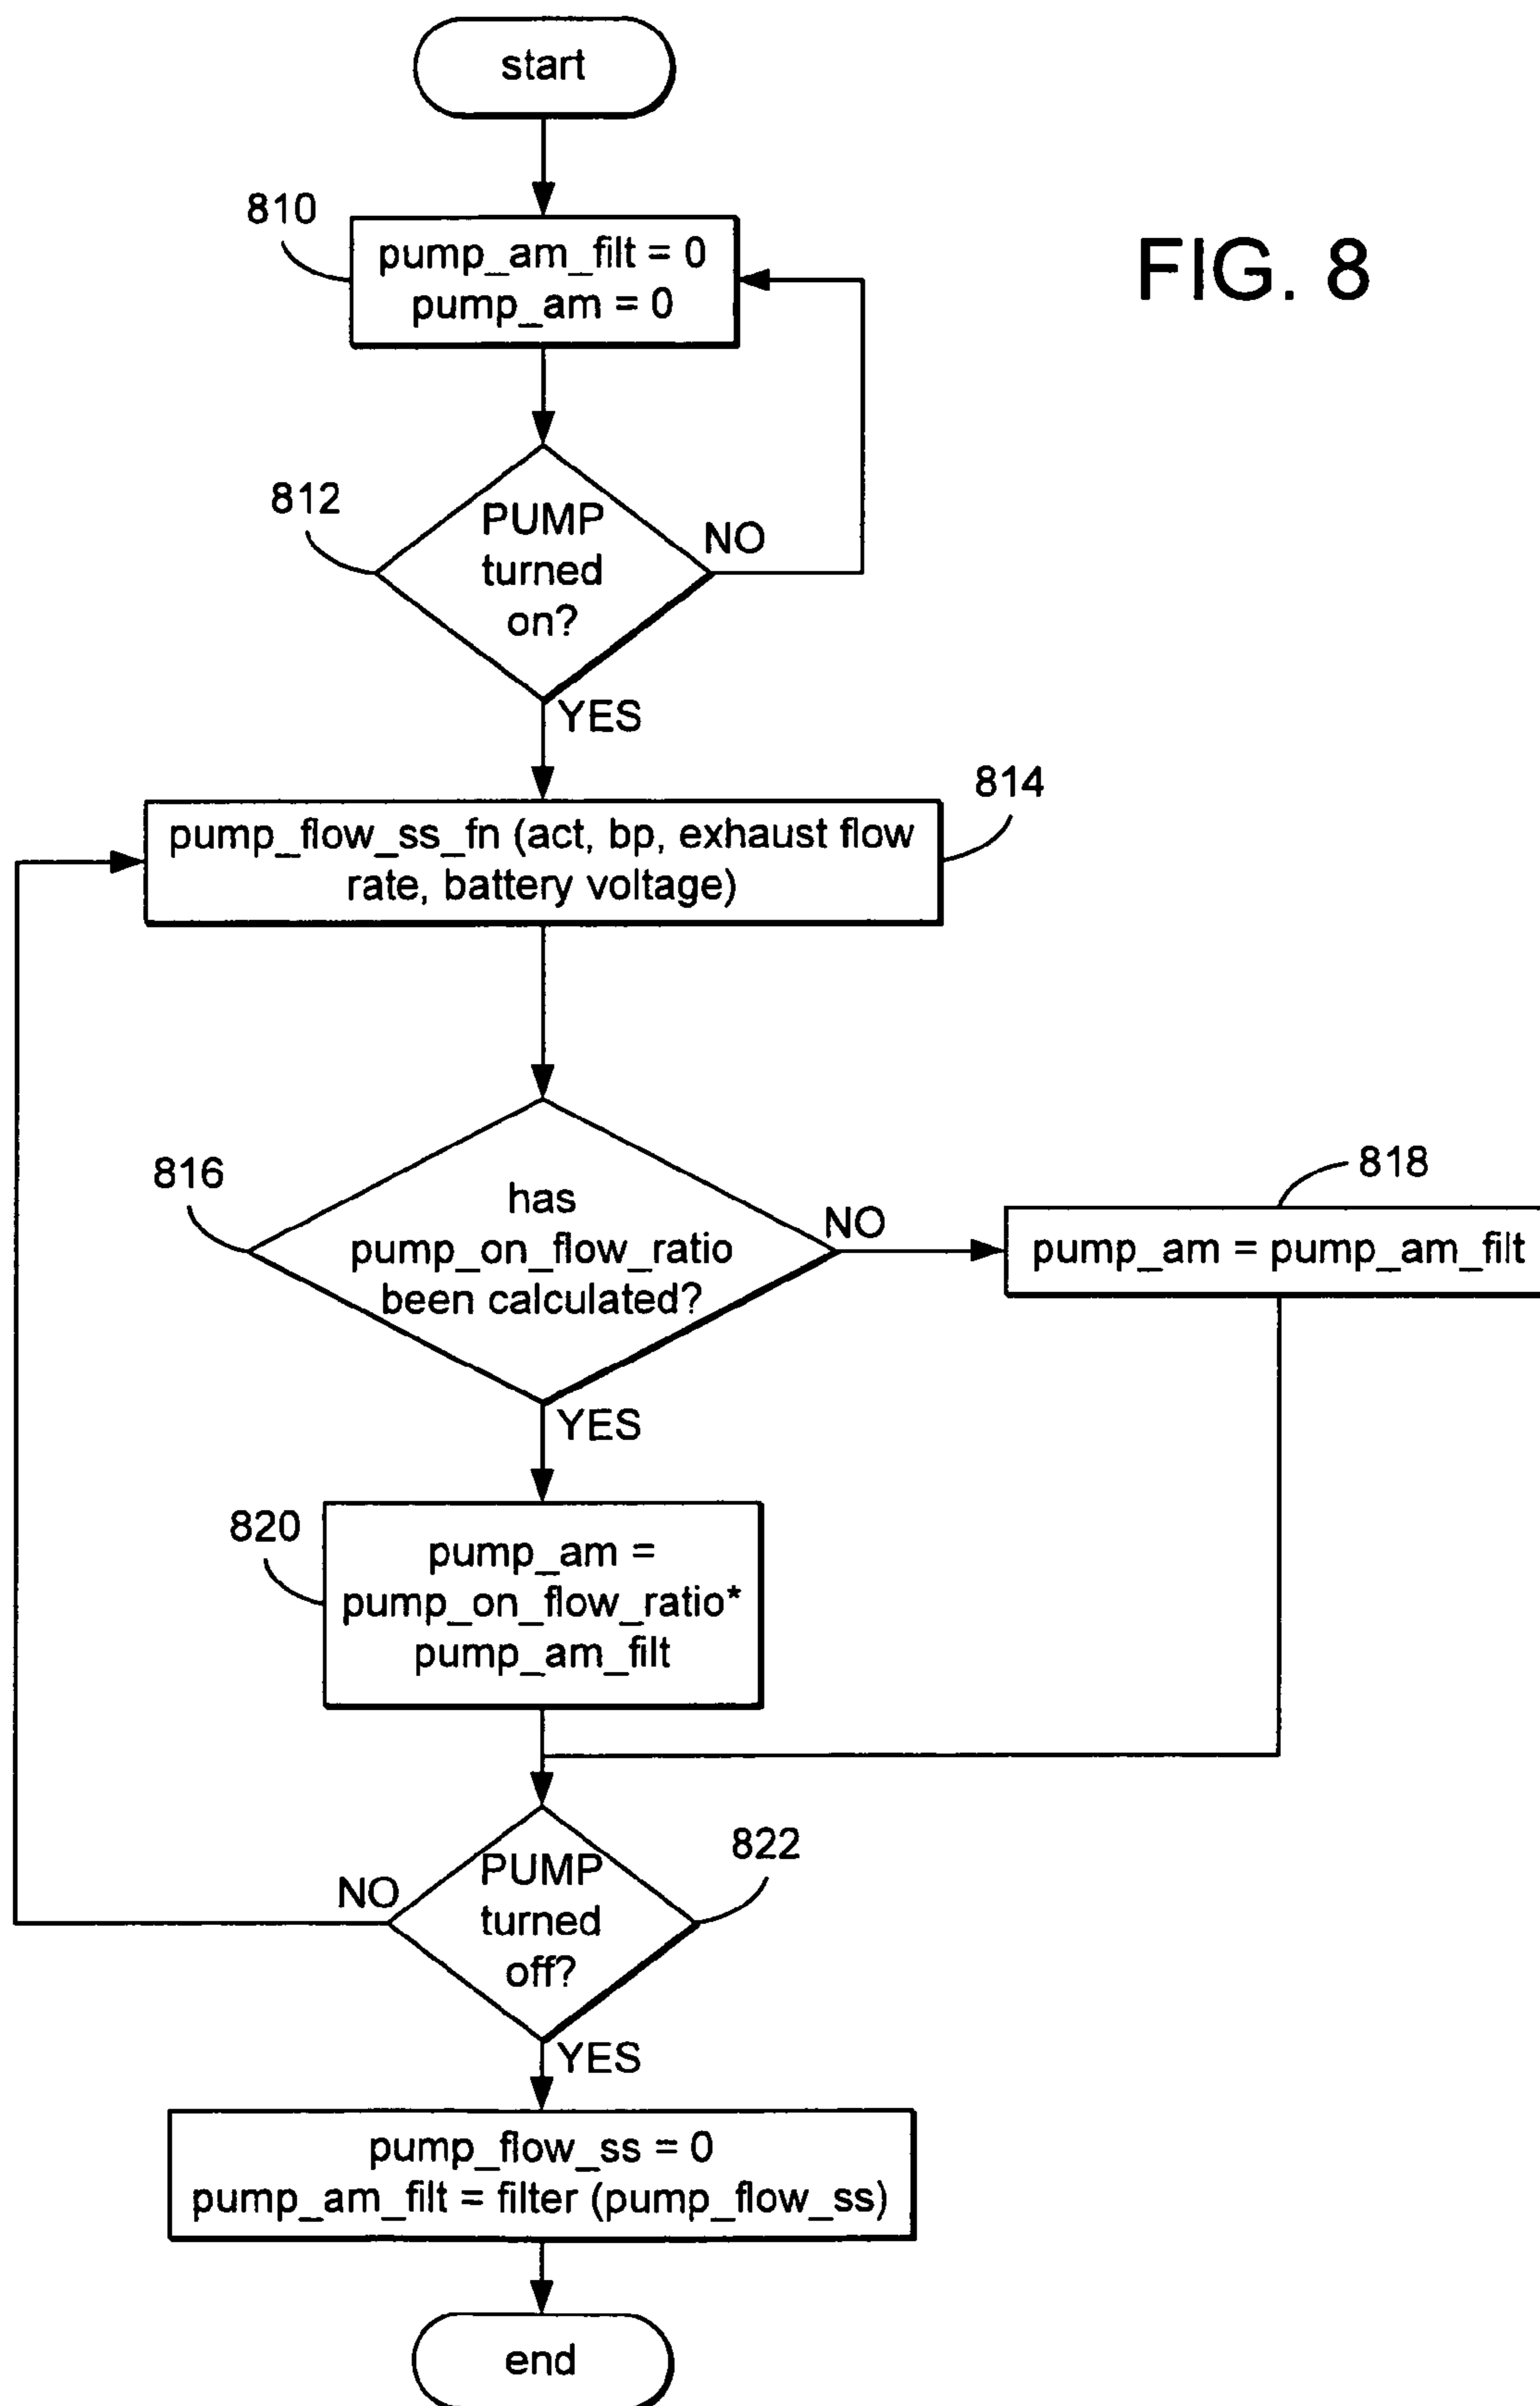 start
810
pump_am_filt = 0
pump_am = 0
FIG. 8
812
PUMP
turned
on?
NO
YES
814
pump_flow_ss_fn (act, bp, exhaust flow
rate, battery voltage)
816
has
pump_on_flow_ratio
been calculated?
NO
818
pump_am = pump_am_filt
YES
820
pump_am =
pump_on_flow_ratio*
pump_am_filt
822
PUMP
turned
off?
NO
YES
pump_flow_ss = 0
pump_am_filt = filter (pump_flow_ss)
end